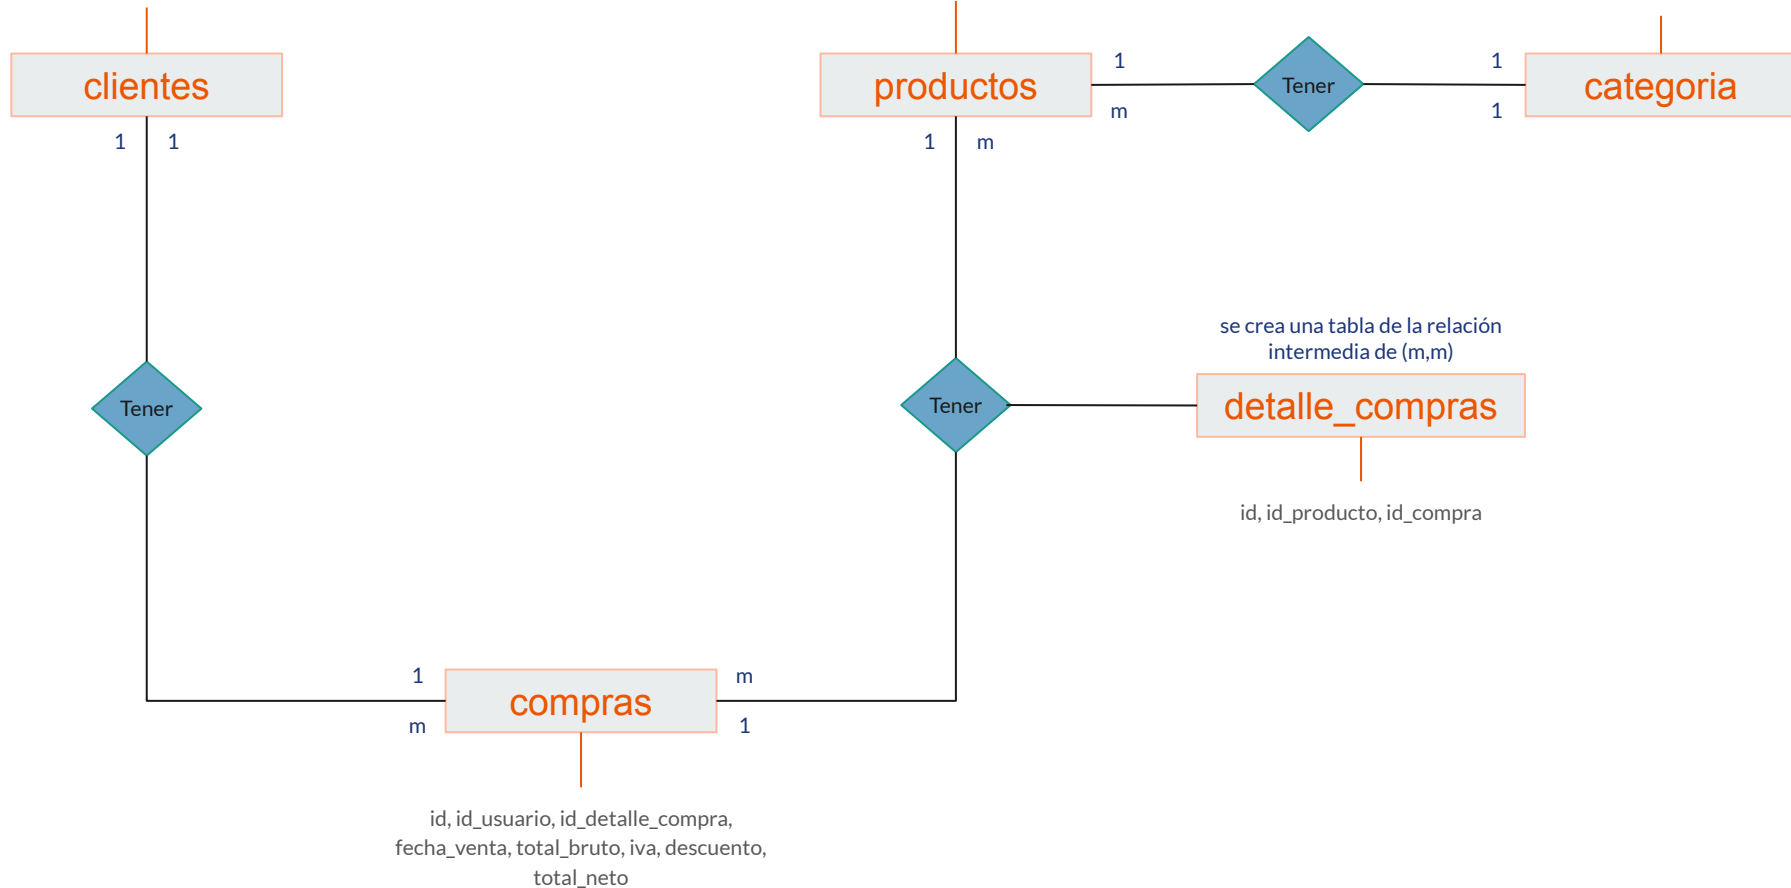 clientes
productos
categoria
1
m
Tener
1
1
1 1
1 m
se crea una tabla de la relación
intermedia de (m,m)
Tener
Tener
detalle_compras
id, id_producto, id_compra
1
m
compras
m
1
id, id_usuario, id_detalle_compra,
fecha_venta, total_bruto, iva, descuento,
total_neto